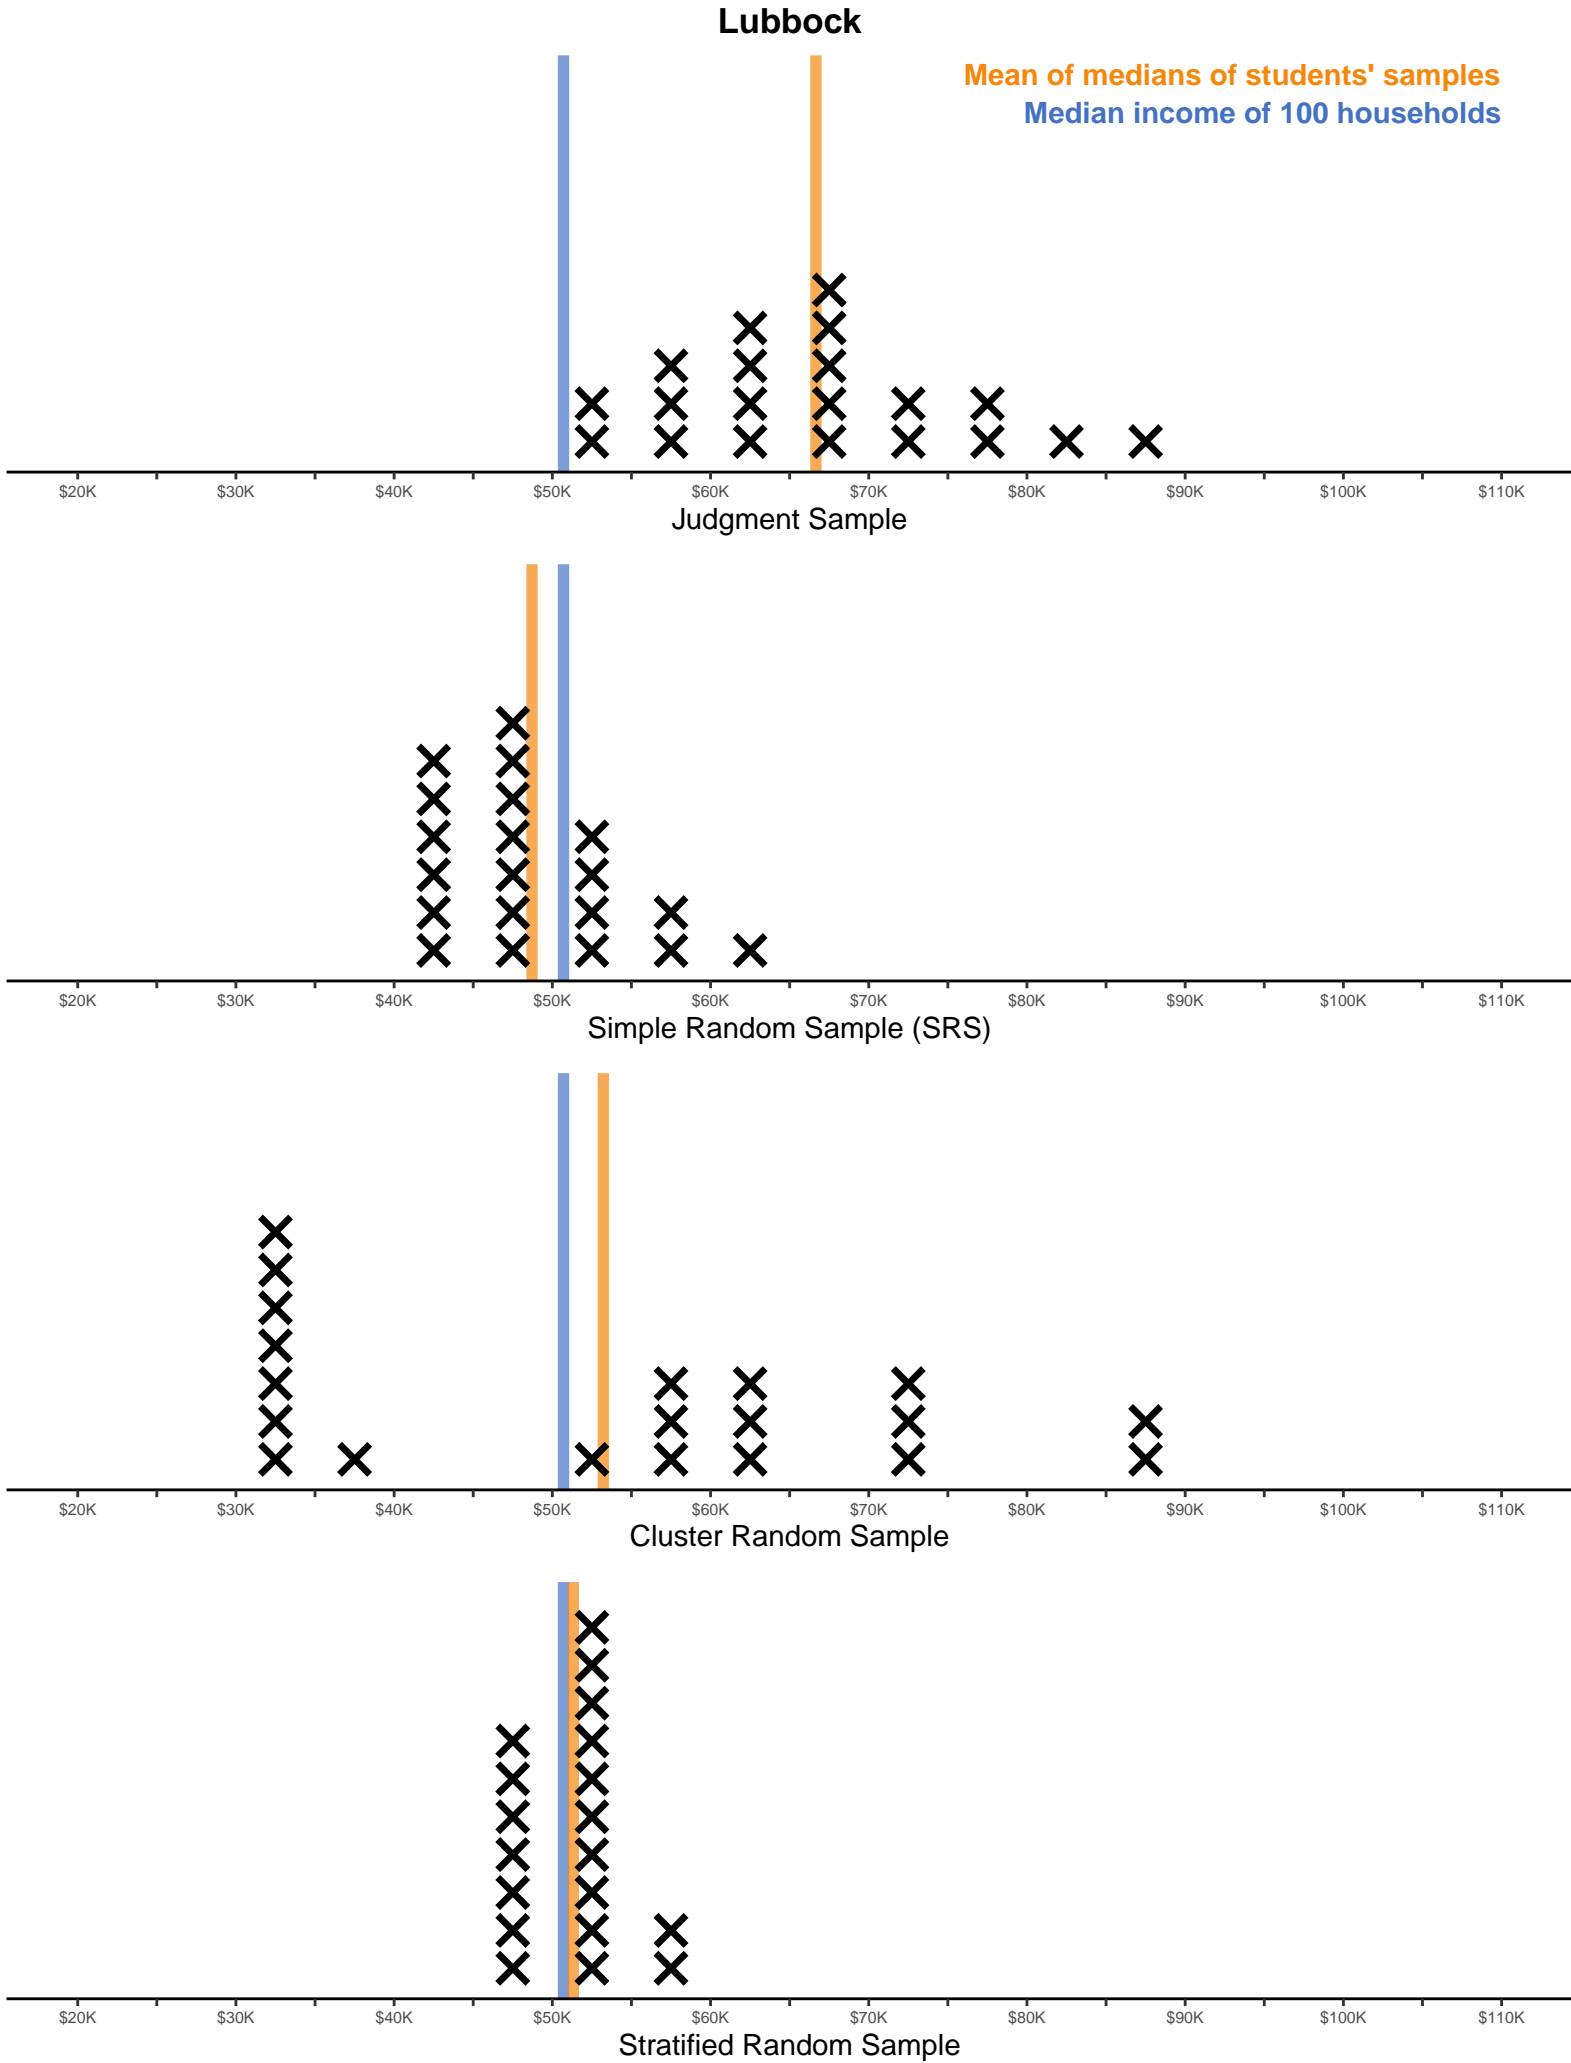 Lubbock
Mean of medians of students' samples
Median income of 100 households
$20K $30K $40K $50K $60K $70K $80K $90K $100K $110K
Judgment Sample
$20K $30K $40K $50K $60K $70K $80K $90K $100K $110K
Simple Random Sample (SRS)
$20K $30K $40K $50K $60K $70K $80K $90K $100K $110K
Cluster Random Sample
$20K $30K $40K $50K $60K $70K $80K $90K $100K $110K
Stratified Random Sample